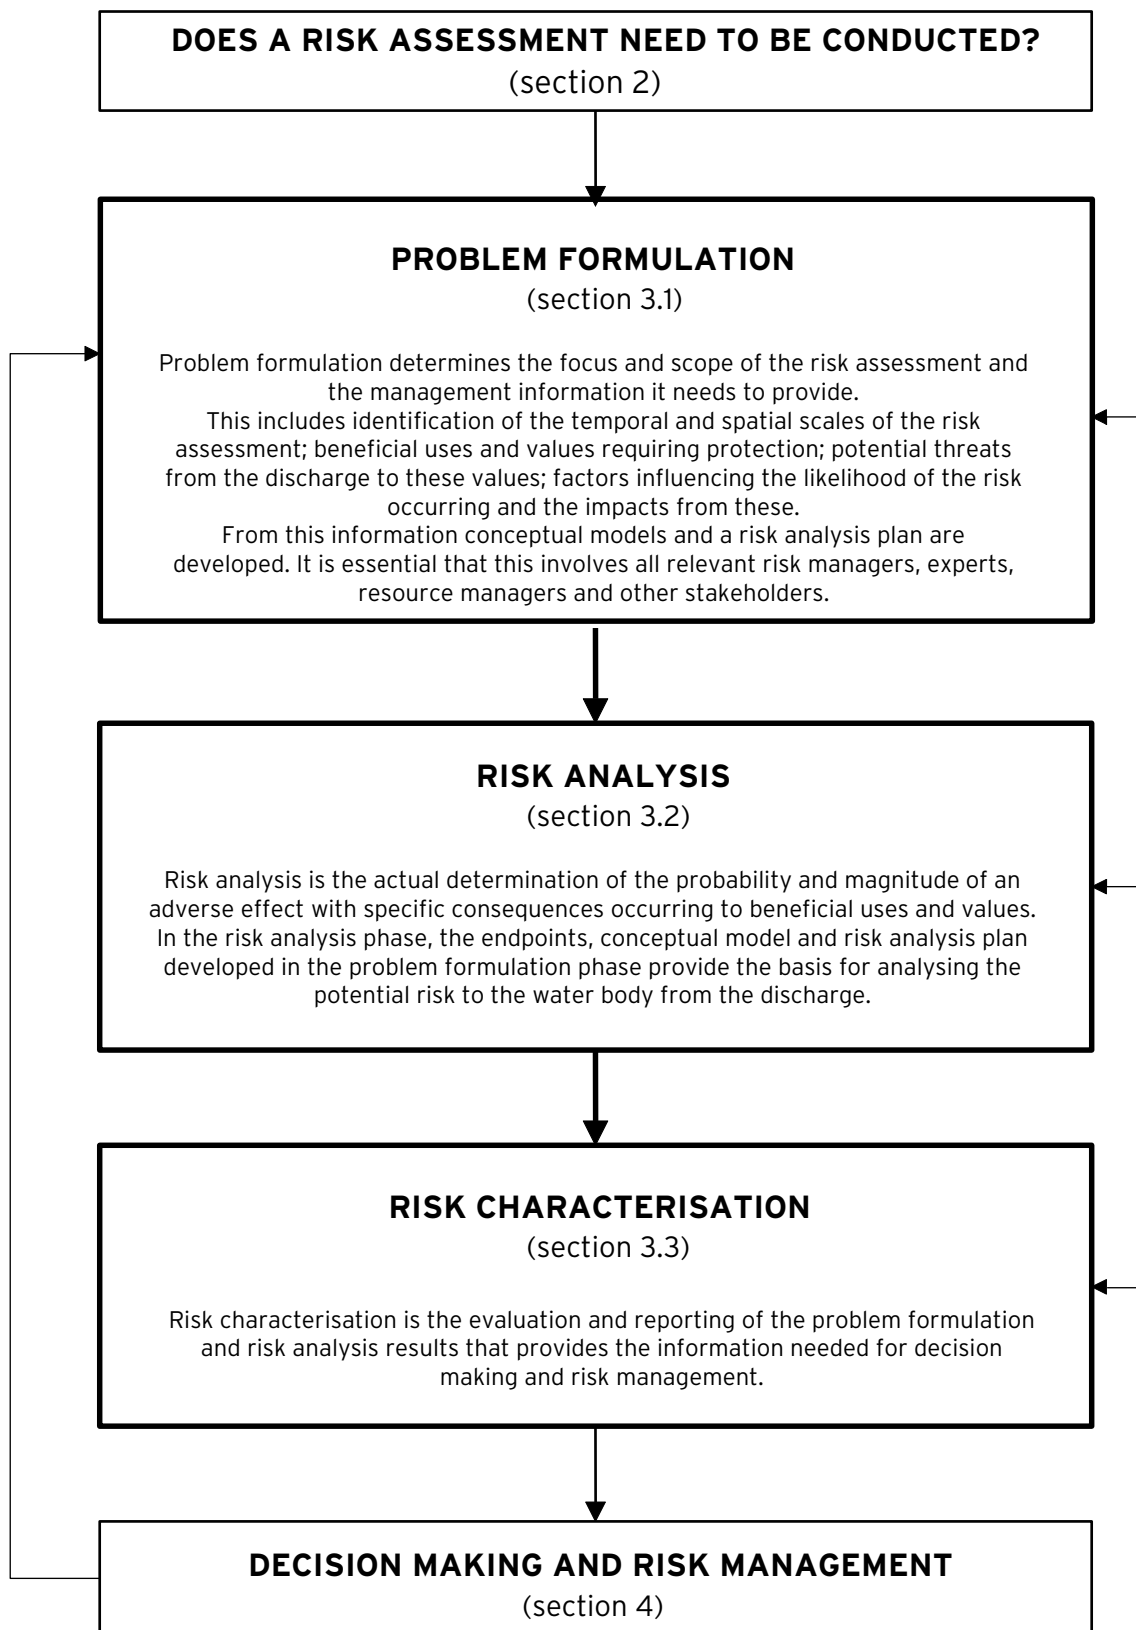 DOES A RISK ASSESSMENT NEED TO BE CONDUCTED?
(section 2)
PROBLEM FORMULATION
(section 3.1)
Problem formulation determines the focus and scope of the risk assessment and
the management information it needs to provide.
This includes identification of the temporal and spatial scales of the risk
assessment; beneficial uses and values requiring protection; potential threats
from the discharge to these values; factors influencing the likelihood of the risk
occurring and the impacts from these.
From this information conceptual models and a risk analysis plan are
developed. It is essential that this involves all relevant risk managers, experts,
resource managers and other stakeholders.
RISK ANALYSIS
(section 3.2)
Risk analysis is the actual determination of the probability and magnitude of an
adverse effect with specific consequences occurring to beneficial uses and values.
In the risk analysis phase, the endpoints, conceptual model and risk analysis plan
developed in the problem formulation phase provide the basis for analysing the
potential risk to the water body from the discharge.
RISK CHARACTERISATION
(section 3.3)
Risk characterisation is the evaluation and reporting of the problem formulation
and risk analysis results that provides the information needed for decision
making and risk management.
DECISION MAKING AND RISK MANAGEMENT
(section 4)